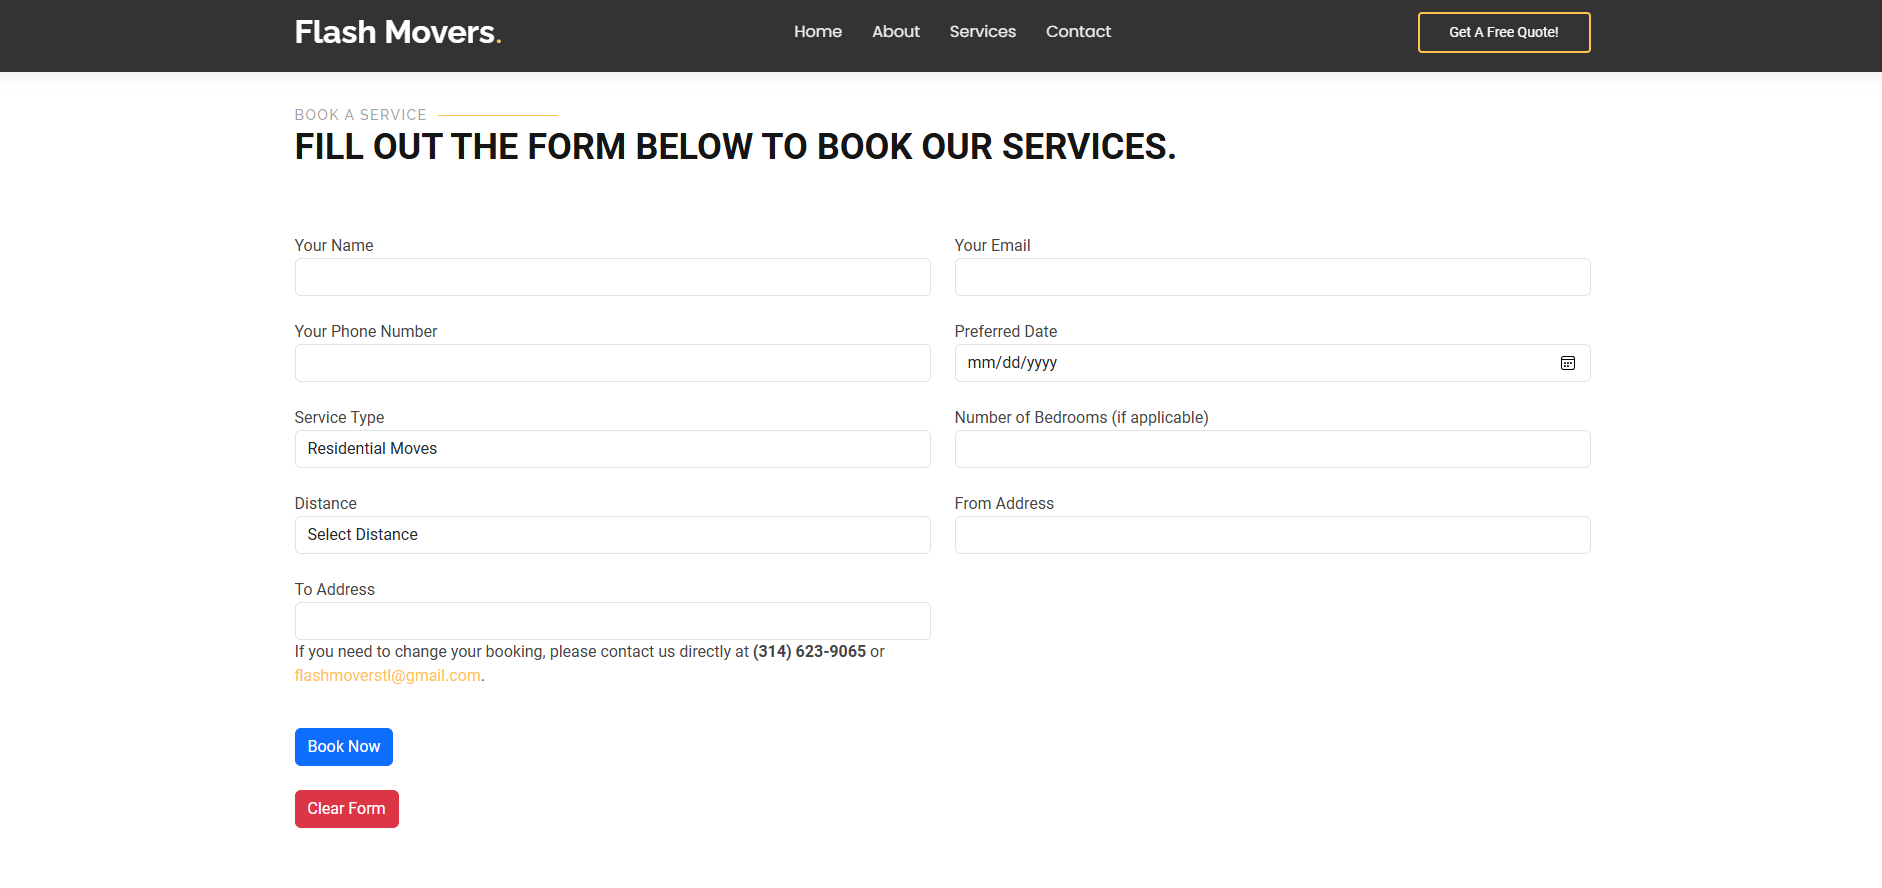 Flash Movers.
Home
About
Services
Contact
Get A Free Quote!
BOOK A SERVICE
FILL OUT THE FORM BELOW TO BOOK OUR SERVICES.
Your Name
Your Email
Your Phone Number
Preferred Date
mm/dd/yyyy
Service Type
Residential Moves
Number of Bedrooms (if applicable)
Distance
Select Distance
From Address
To Address
If you need to change your booking, please contact us directly at (314) 623-9065 or
flashmoverstl@gmail.com.
Book Now
Clear Form